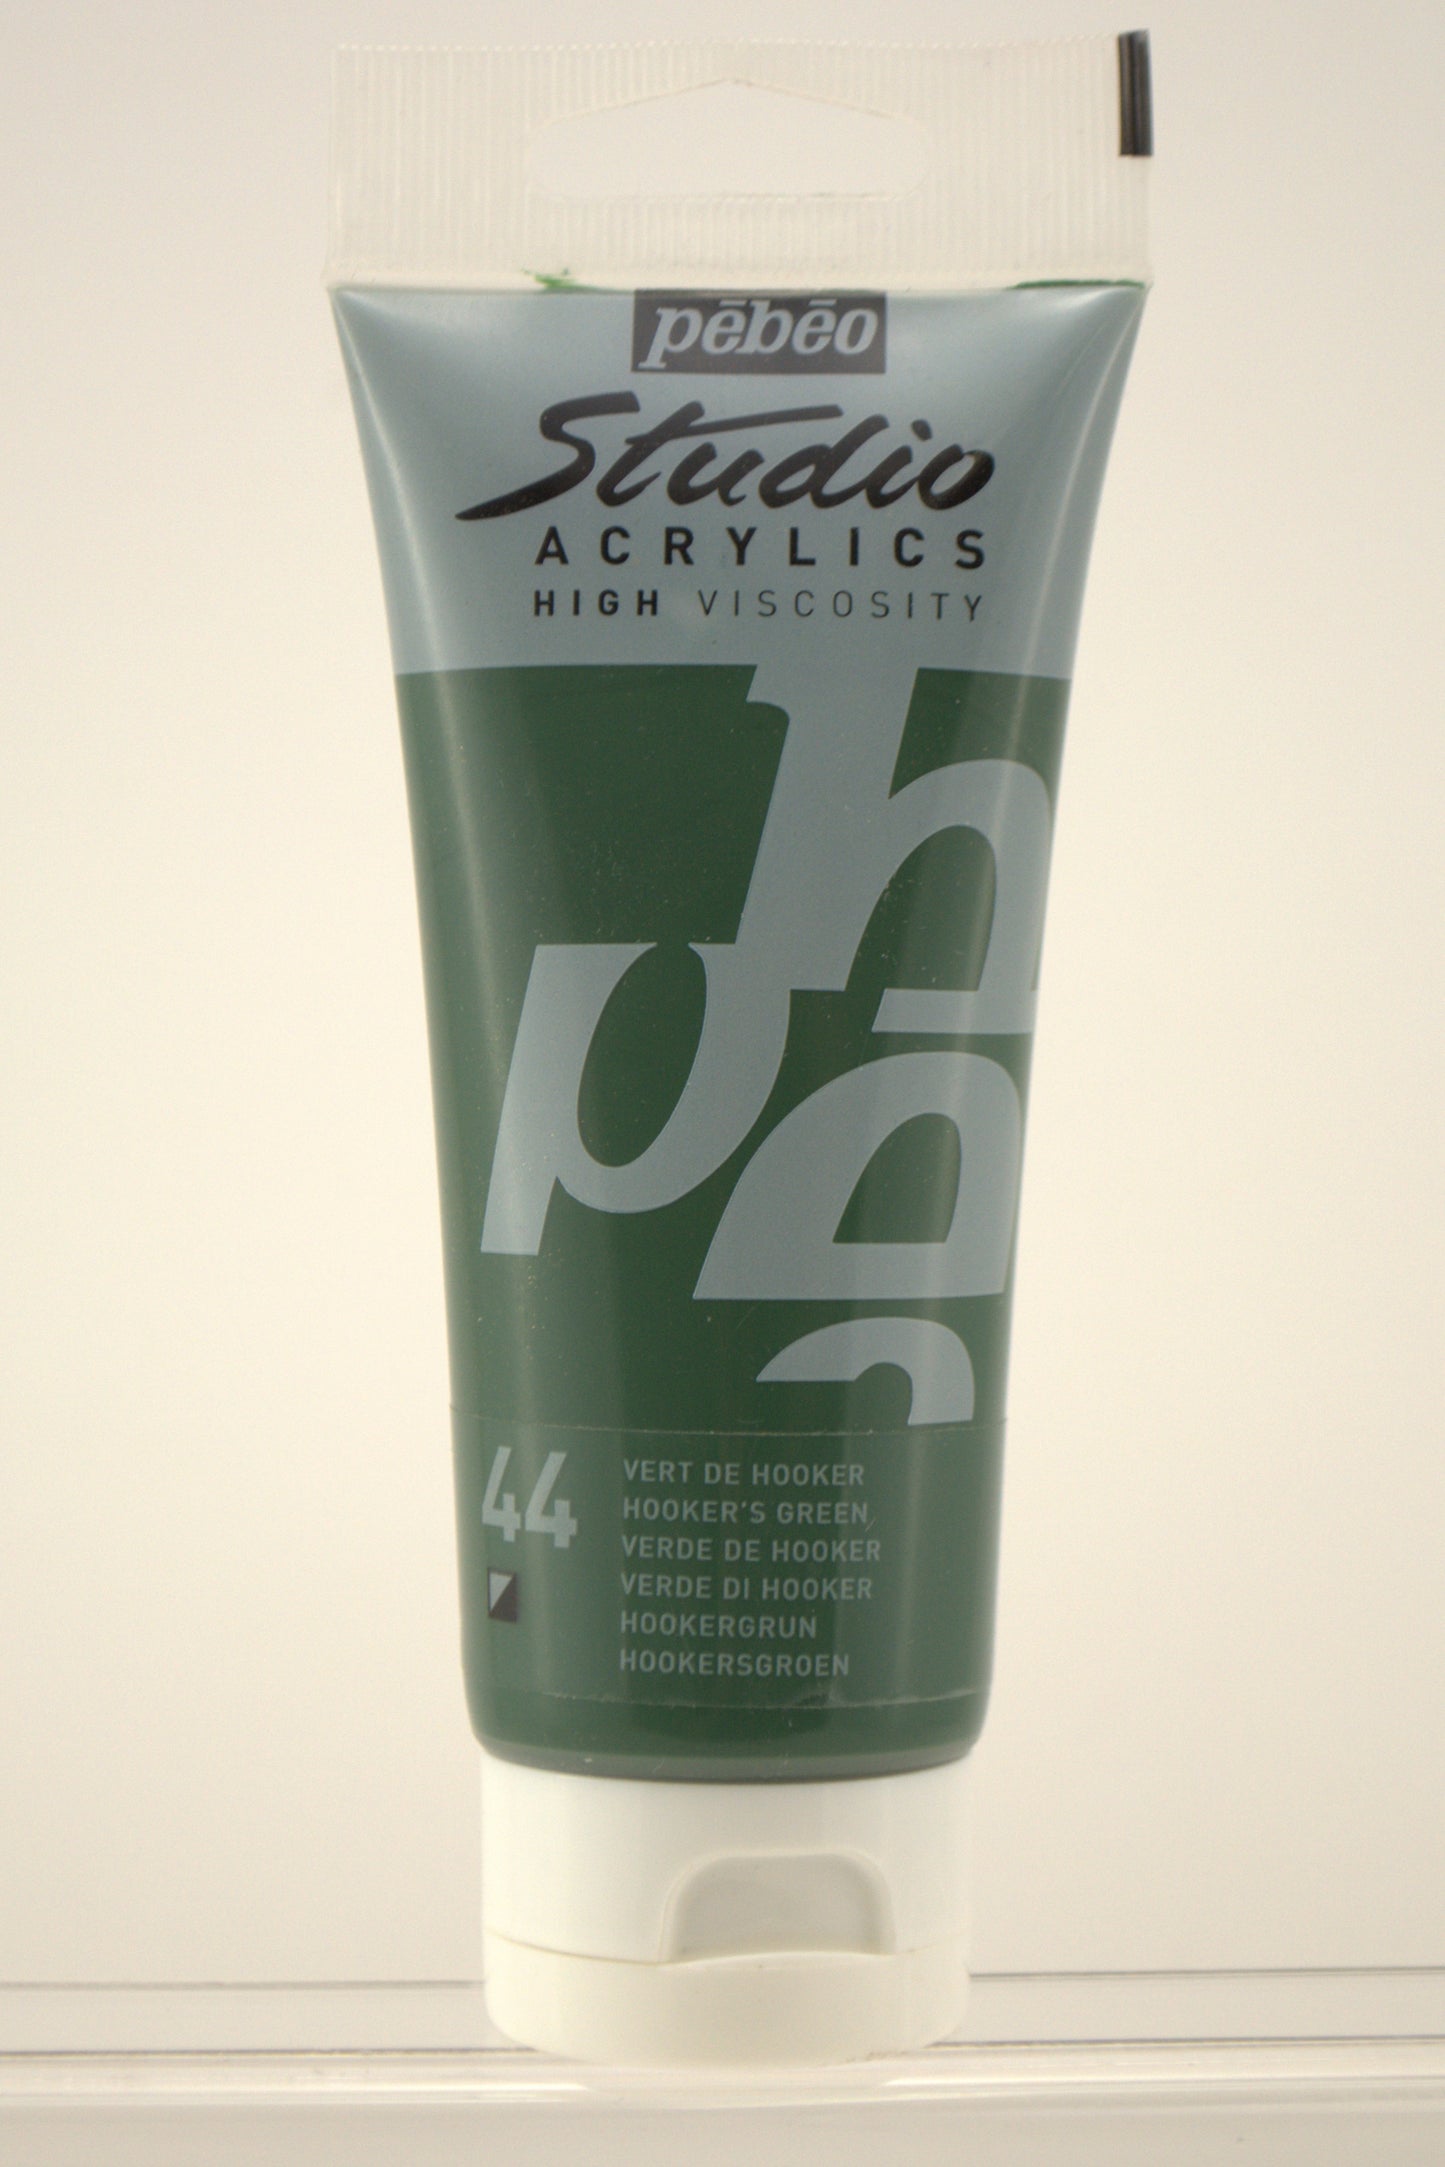 pēbēo
Studio
ACRYLICS
HIGH VISCOSITY
44
VERT DE HOOKER
HOOKER'S GREEN
VERDE DE HOOKER
VERDE DI HOOKER
HOOKERGRUN
HOOKERSGROEN